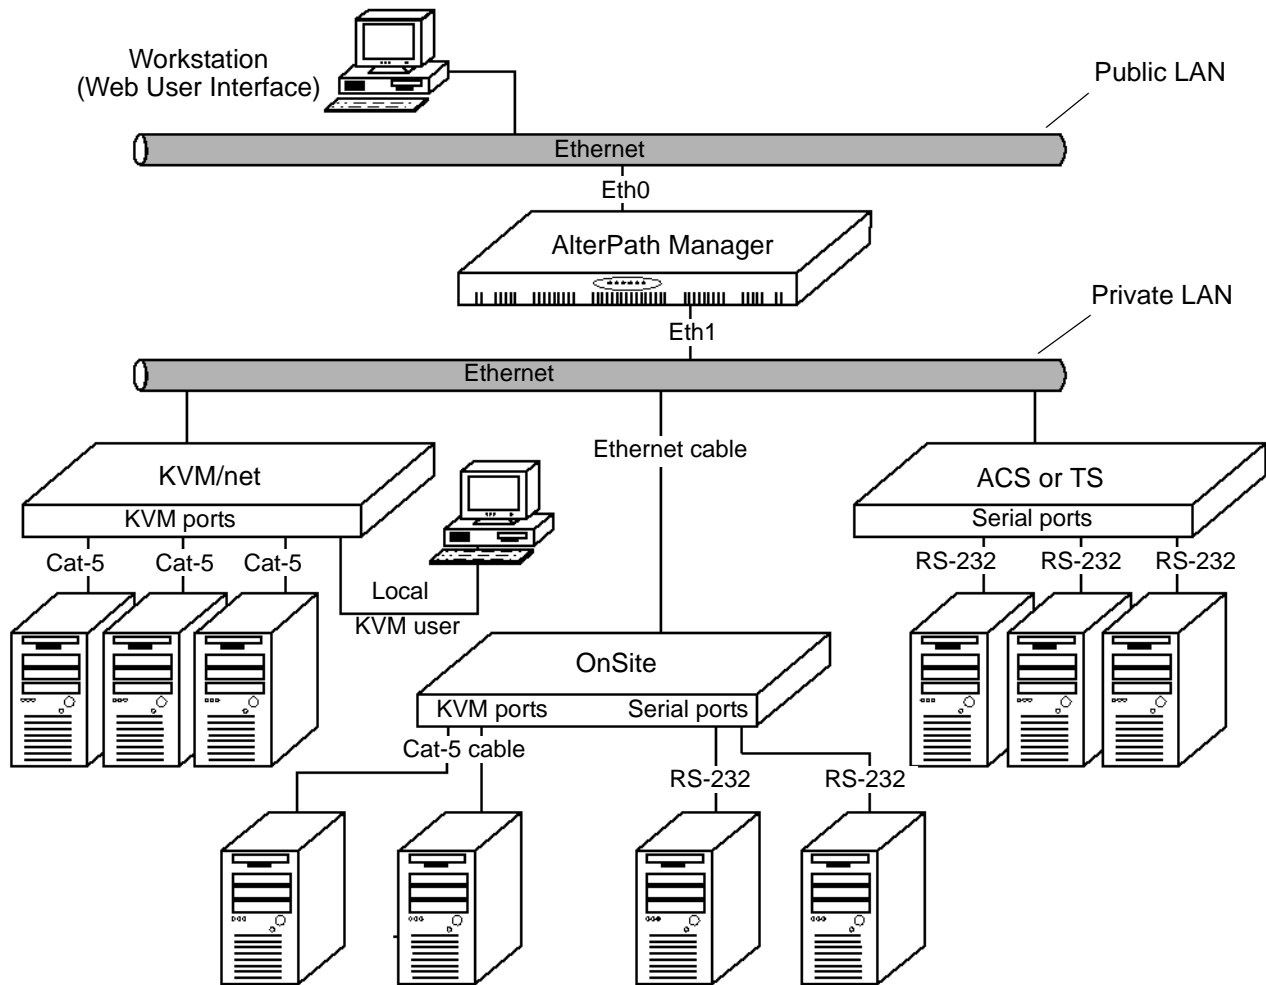 Workstation
(Web User Interface)
Public LAN
Ethernet
Eth0
AlterPath Manager
Private LAN
Eth1
Ethernet
Ethernet cable
KVM/net
KVM ports
ACS or TS
Serial ports
Cat-5
Cat-5
Cat-5
RS-232
RS-232
RS-232
Local
KVM user
OnSite
KVM ports
Serial ports
Cat-5 cable
RS-232
RS-232